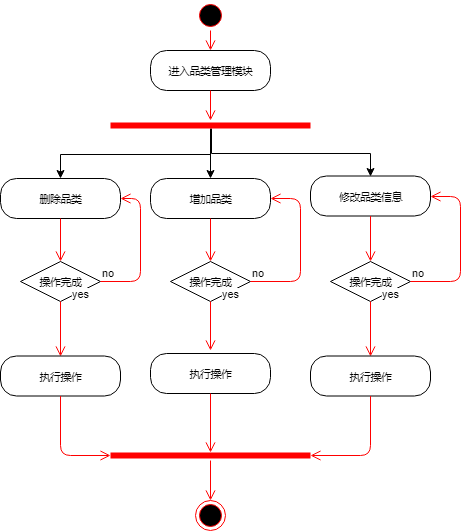 进入品类管理模块
删除品类
增加品类
修改品类信息
操作完成
no
操作完成
no
操作完成
no
yes
yes
yes
执行操作
执行操作
执行操作